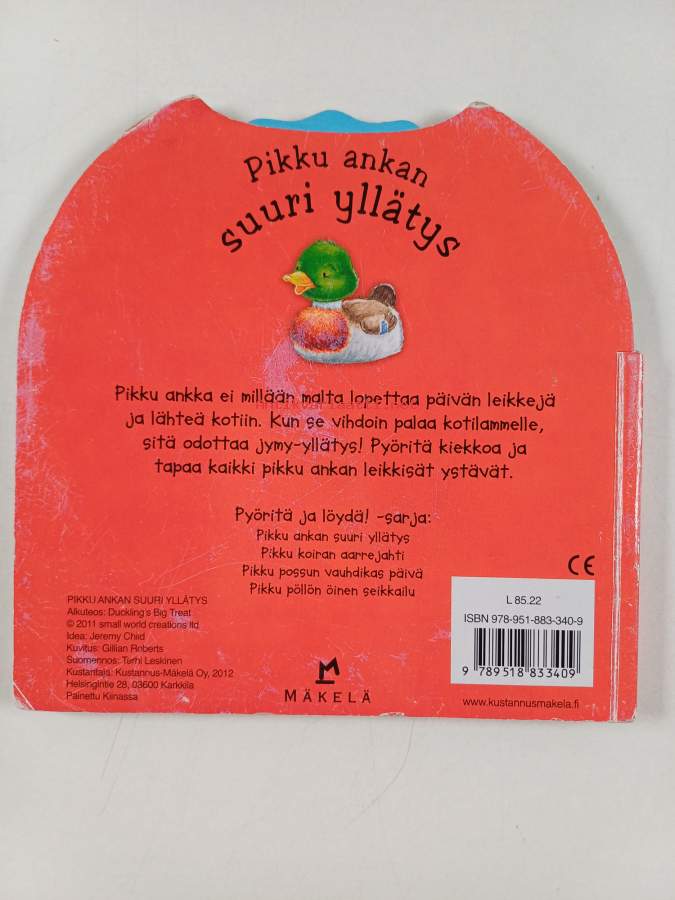 Pikku ankan
suuri yllätys
Pikku ankka ei millään malta lopettaa päivän leikkejä
ja lähteä kotiin. Kun se vihdoin palaa kotilammelle,
sitä odottaa jymy-yllätys! Pyöritä kiekkoa ja
tapaa kaikki pikku ankan leikkisät ystävät.
Pyöritä ja löydä! -sarja:
Pikku ankan suuri yllätys
Pikku koiran aarrejahti
Pikku possun vauhdikas päivä
Pikku pöllön öinen seikkailu
CE
PIKKU ANKAN SUURI YLLÄTYS
Alkuteos: Duckling's Big Treat
© 2011 small world creations ltd
Idea: Jeremy Child
Kuvitus: Gillian Roberts
Suomennos: Terhi Leskinen
Kustantaja: Kustannus-Mäkelä Oy, 2012
Helsingintie 28, 03600 Karkkila
Painettu Kiinassa
MÄKELÄ
L 85.22
ISBN 978-951-883-340-9
9 789518 833409
www.kustannusmakela.fi